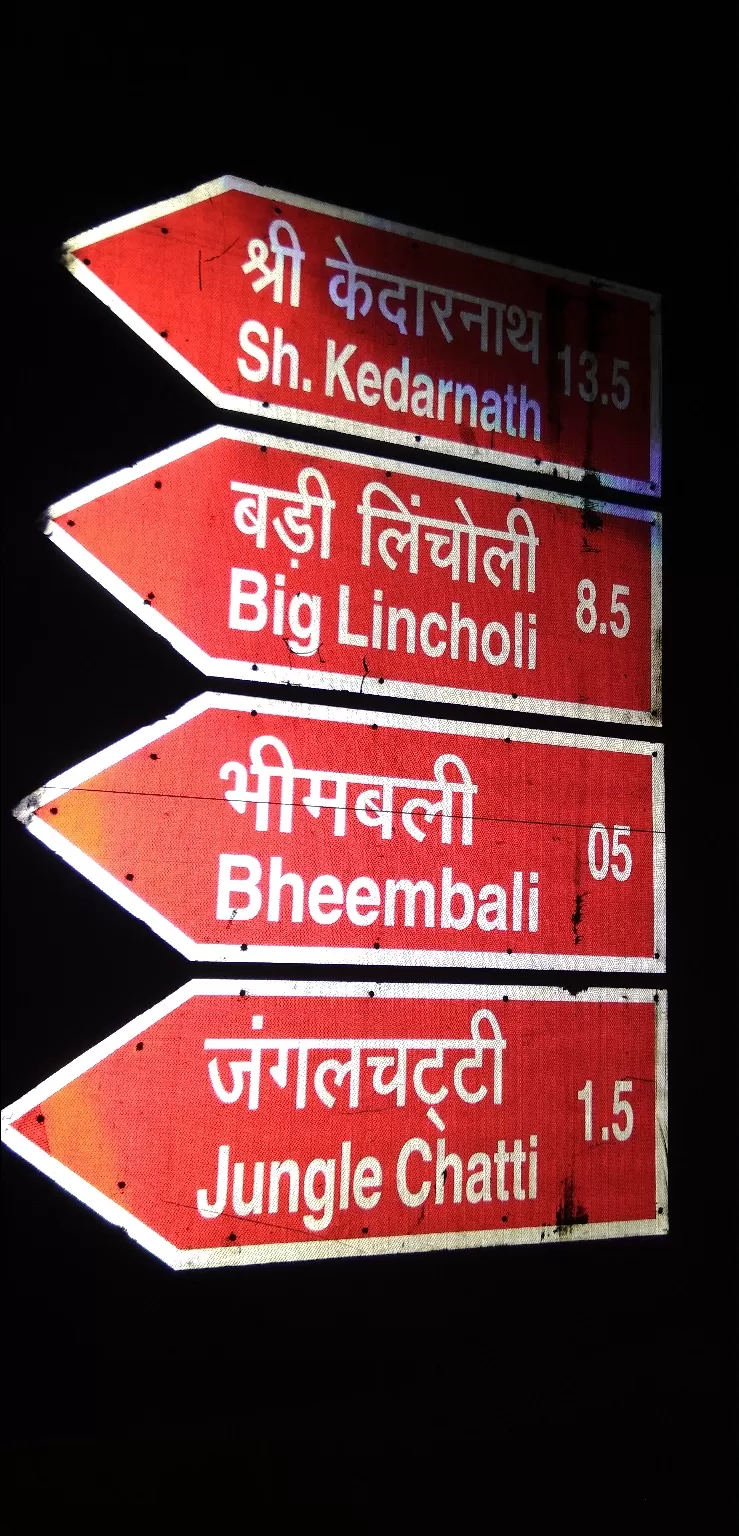 श्री केदारनाथ
Sh. Kedarnath 13.5
बड़ी लिंचोली
Big Lincholi 8.5
भीमबली
Bheembali 05
जंगलचट्टी
Jungle Chatti 1.5